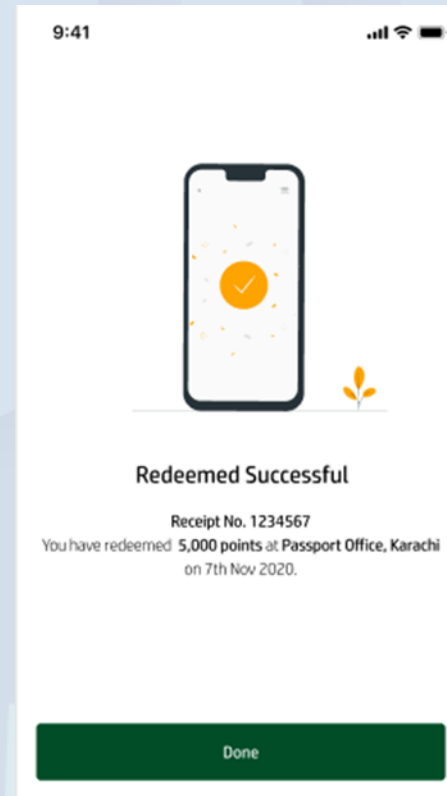 9:41
Redeemed Successful
Receipt No. 1234567
You have redeemed 5,000 points at Passport Office, Karachi
on 7th Nov 2020.
Done